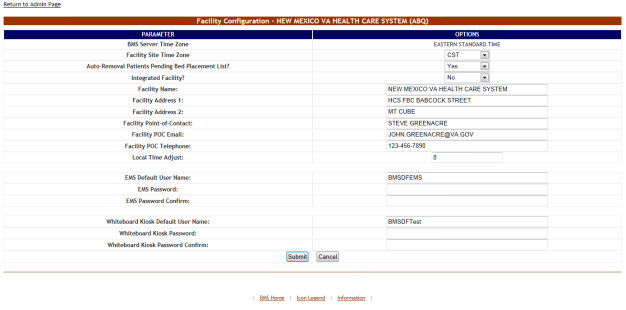 Return to Admin Page
Facility Configuration - NEW MEXICO VA HEALTH CARE SYSTEM (ABQ)
PARAMETER OPTIONS
BMS Server Time Zone EASTERN STANDARD TIME
Facility Site Time Zone CST
Auto-Removal Patients Pending Bed Placement List? Yes
Integrated Facility? No
Facility Name: NEW MEXICO VA HEALTH CARE SYSTEM
Facility Address 1: HCS FBC BABCOCK STREET
Facility Address 2: MT CUBE
Facility Point-of-Contact: STEVE GREENACRE
Facility POC Email: JOHN.GREENACRE@VA.GOV
Facility POC Telephone: 123-456-7890
Local Time Adjust: 0
EMS Default User Name: BMSDFEMS
EMS Password:
EMS Password Confirm:
Whiteboard Kiosk Default User Name: BMSDFTest
Whiteboard Kiosk Password:
Whiteboard Kiosk Password Confirm:
Submit Cancel
| BMS Home | Icon Legend | Information |